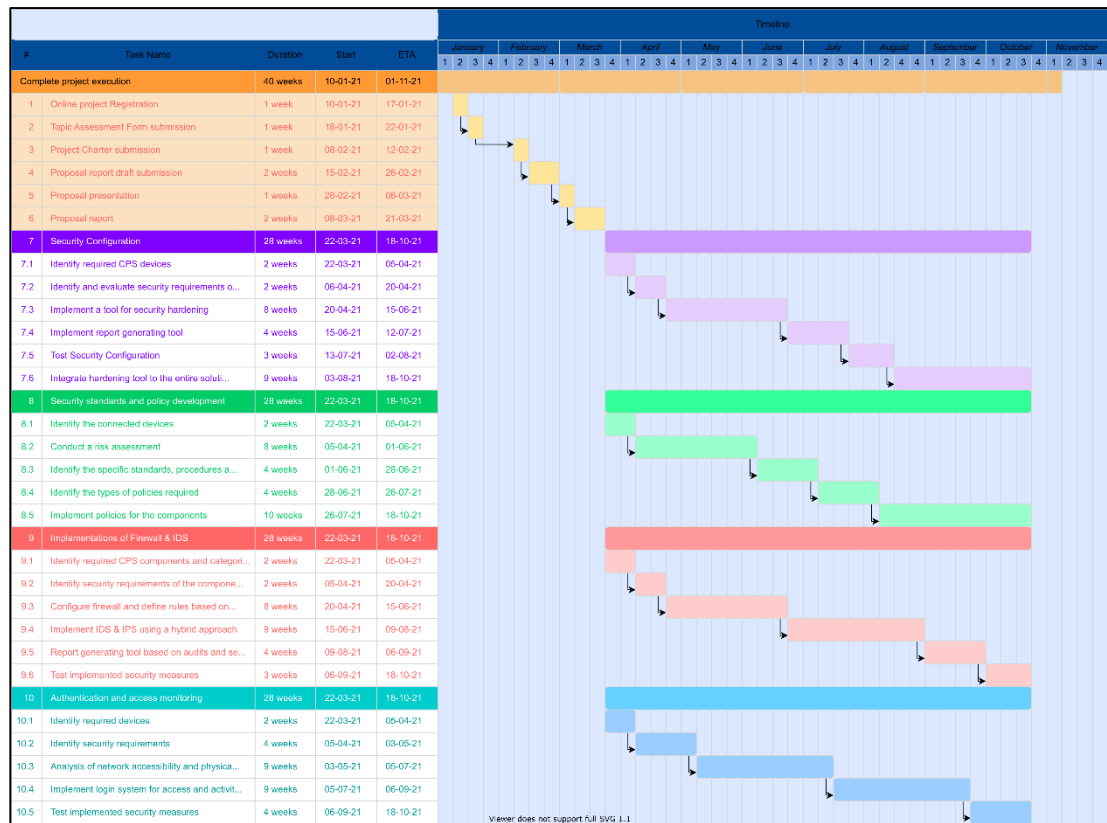 Timeline
January February March April May June July August September October November
# Task Name Duration Start ETA
1 2 3 4 1 2 3 4 1 2 3 4 1 2 3 4 1 2 3 4 1 2 3 4 1 2 3 4 1 2 3 4 1 2 3 4 1 2 3 4 1 2 3 4
Complete project execution 40 weeks 10-01-21 01-11-21
1 Online project Registration 1 week 10-01-21 17-01-21
2 Topic Assessment Form submission 1 week 18-01-21 22-01-21
3 Project Charter submission 1 week 08-02-21 12-02-21
4 Proposal report draft submission 2 weeks 15-02-21 26-02-21
5 Proposal presentation 1 weeks 28-02-21 08-03-21
6 Proposal report 2 weeks 08-03-21 21-03-21
7 Security Configuration 28 weeks 22-03-21 18-10-21
7.1 Identify required CPS devices 2 weeks 22-03-21 05-04-21
7.2 Identify and evaluate security requirements o... 2 weeks 06-04-21 20-04-21
7.3 Implement a tool for security hardening 8 weeks 20-04-21 15-06-21
7.4 Implement report generating tool 4 weeks 15-06-21 12-07-21
7.5 Test Security Configuration 3 weeks 13-07-21 02-08-21
7.6 Integrate hardening tool to the entire soluti... 9 weeks 03-08-21 18-10-21
8 Security standards and policy development 28 weeks 22-03-21 18-10-21
8.1 Identify the connected devices 2 weeks 22-03-21 05-04-21
8.2 Conduct a risk assessment 8 weeks 05-04-21 01-06-21
8.3 Identify the specific standards, procedures a... 4 weeks 01-06-21 28-06-21
8.4 Identify the types of policies required 4 weeks 28-06-21 26-07-21
8.5 Implement policies for the components 10 weeks 26-07-21 18-10-21
9 Implementations of Firewall & IDS 28 weeks 22-03-21 18-10-21
9.1 Identify required CPS components and categori... 2 weeks 22-03-21 05-04-21
9.2 Identify security requirements of the compone... 2 weeks 05-04-21 20-04-21
9.3 Configure firewall and define rules based on... 8 weeks 20-04-21 15-06-21
9.4 Implement IDS & IPS using a hybrid approach 9 weeks 15-06-21 09-08-21
9.5 Report generating tool based on audits and se... 4 weeks 09-08-21 06-09-21
9.6 Test implemented security measures 3 weeks 06-09-21 18-10-21
10 Authentication and access monitoring 28 weeks 22-03-21 18-10-21
10.1 Identify required devices 2 weeks 22-03-21 05-04-21
10.2 Identify security requirements 4 weeks 05-04-21 03-05-21
10.3 Analysis of network accessibility and physica... 9 weeks 03-05-21 05-07-21
10.4 Implement login system for access and activit... 9 weeks 05-07-21 06-09-21
10.5 Test implemented security measures 4 weeks 06-09-21 18-10-21
Viewer does not support full SVG 1.1